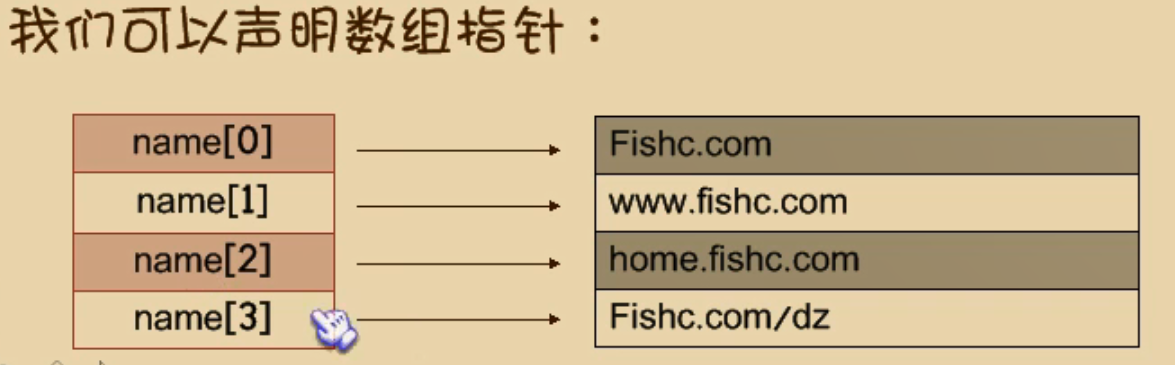 我们可以声明数组指针：
name[0] Fishc.com
name[1] www.fishc.com
name[2] home.fishc.com
name[3] Fishc.com/dz